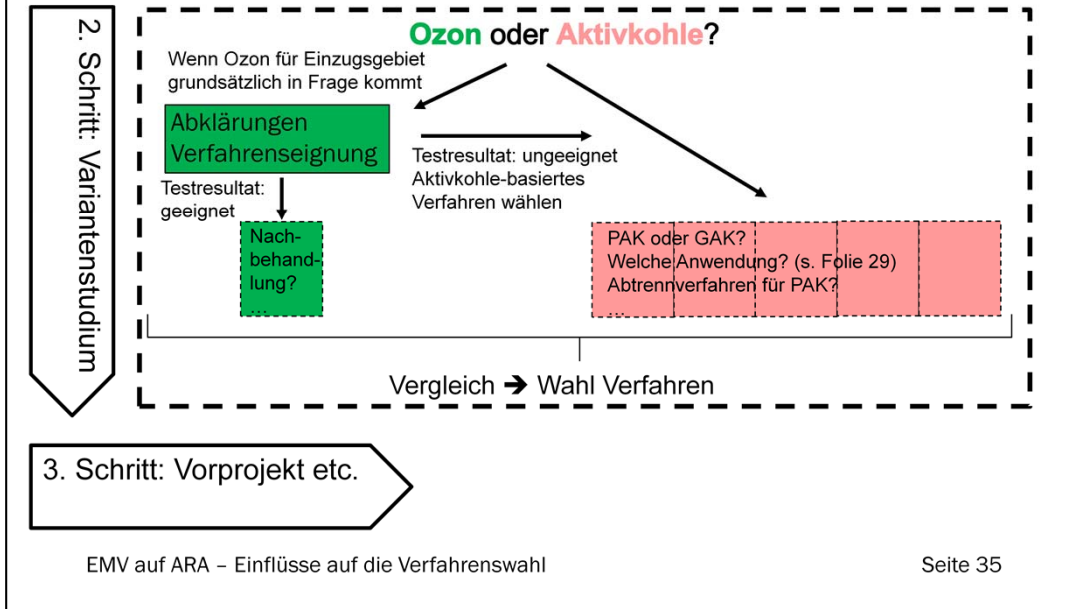 2. Schritt: Variantenstudium
Ozon oder Aktivkohle?
Wenn Ozon für Einzugsgebiet
grundsätzlich in Frage kommt
Abklärungen
Verfahrenseignung
Testresultat: ungeeignet
Aktivkohle-basiertes
Verfahren wählen
Testresultat:
geeignet
Nach-
behand-
lung?
...
PAK oder GAK?
Welche Anwendung? (s. Folie 29)
Abtrennverfahren für PAK?
...
Vergleich ➔ Wahl Verfahren
3. Schritt: Vorprojekt etc.
EMV auf ARA – Einflüsse auf die Verfahrenswahl
Seite 35